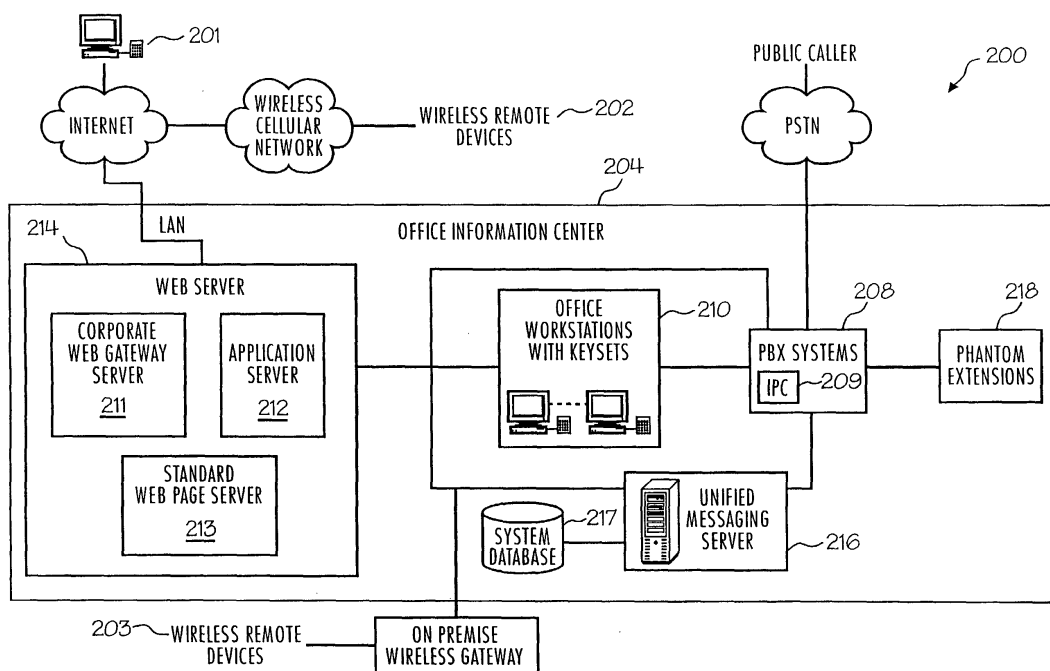 201
PUBLIC CALLER
200
INTERNET
WIRELESS
CELLULAR
NETWORK
WIRELESS REMOTE
DEVICES
202
PSTN
204
LAN
OFFICE INFORMATION CENTER
214
WEB SERVER
CORPORATE
WEB GATEWAY
SERVER
211
APPLICATION
SERVER
212
STANDARD
WEB PAGE SERVER
213
OFFICE
WORKSTATIONS
WITH KEYSETS
210
208
PBX SYSTEMS
IPC
209
218
PHANTOM
EXTENSIONS
SYSTEM
DATABASE
217
UNIFIED
MESSAGING
SERVER
216
203
WIRELESS REMOTE
DEVICES
ON PREMISE
WIRELESS GATEWAY